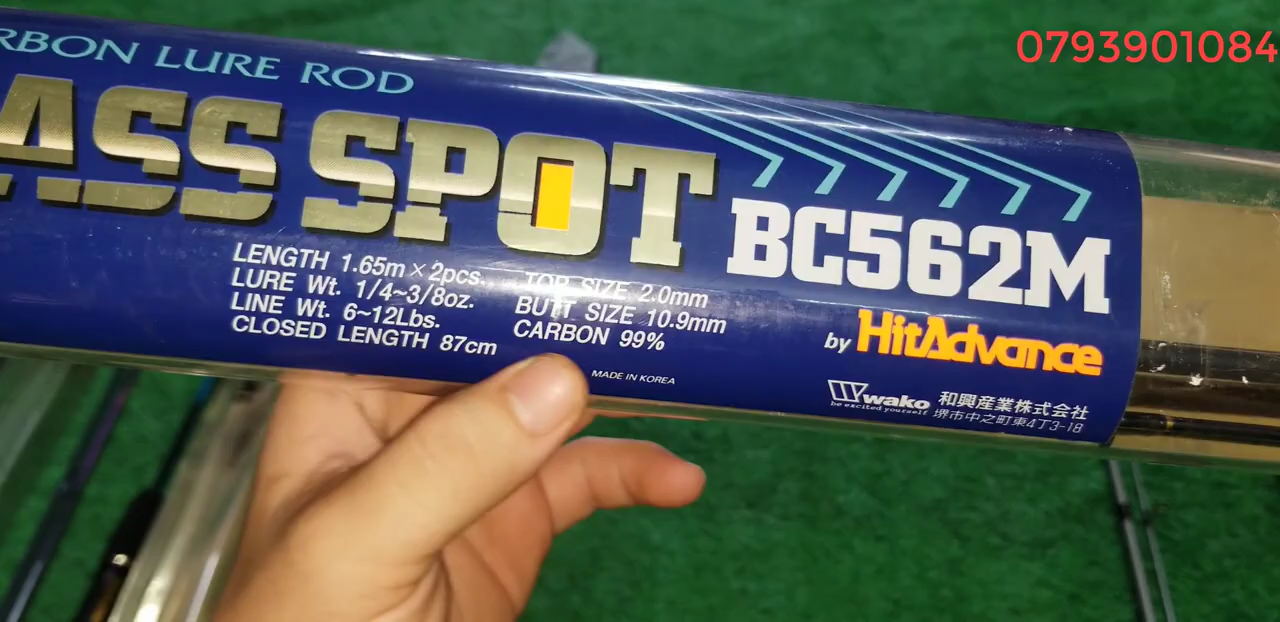 0793901084
RBON LURE ROD
ASS SPOT
BC562M
LENGTH 1.65m×2pcs.
LURE Wt. 1/4~3/8oz.
LINE Wt. 6~12Lbs.
CLOSED LENGTH 87cm
TOP SIZE 2.0mm
BUTT SIZE 10.9mm
CARBON 99%
MADE IN KOREA
by HitAdvance
wako
be excited yourself
和興産業株式会社
堺市中之町東4丁3-18